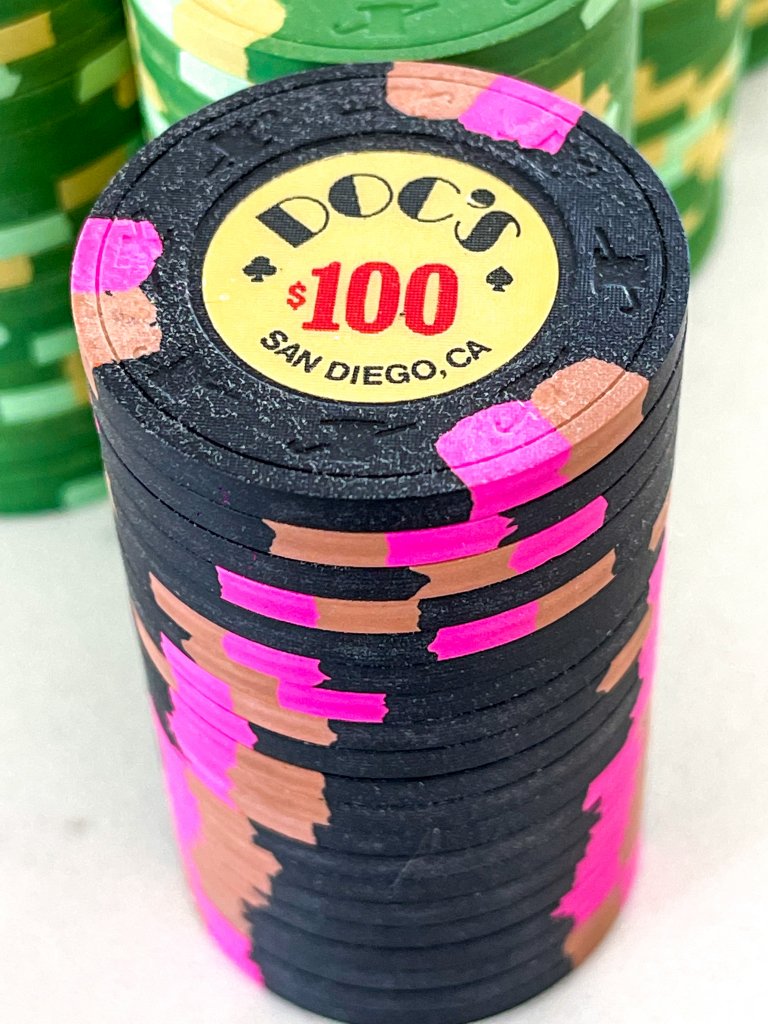 DOC'S
$100
SAN DIEGO, CA